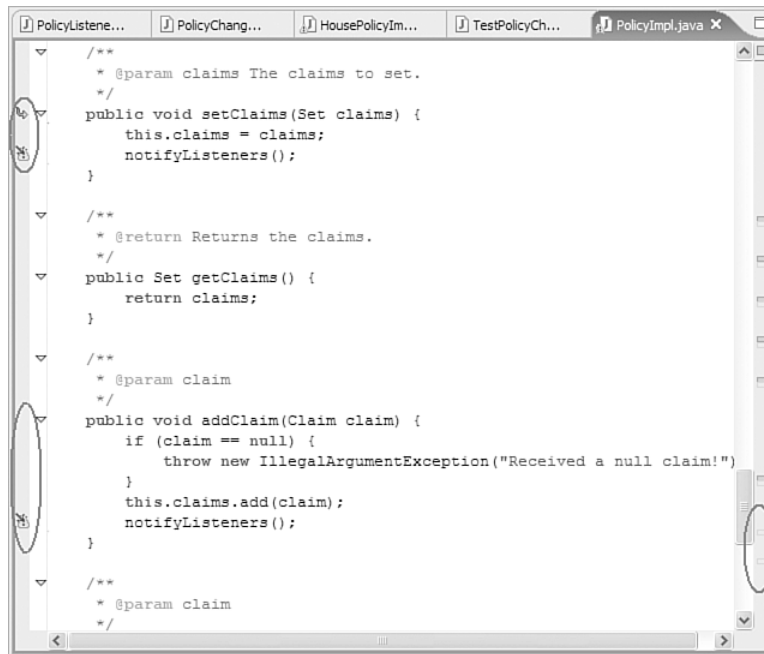 PolicyListene... PolicyChang... HousePolicyIm... TestPolicyCh... PolicyImpl.java
/**
* @param claims The claims to set.
*/
public void setClaims(Set claims) {
this.claims = claims;
notifyListeners();
}
/**
* @return Returns the claims.
*/
public Set getClaims() {
return claims;
}
/**
* @param claim
*/
public void addClaim(Claim claim) {
if (claim == null) {
throw new IllegalArgumentException("Received a null claim!")
}
this.claims.add(claim);
notifyListeners();
}
/**
* @param claim
*/